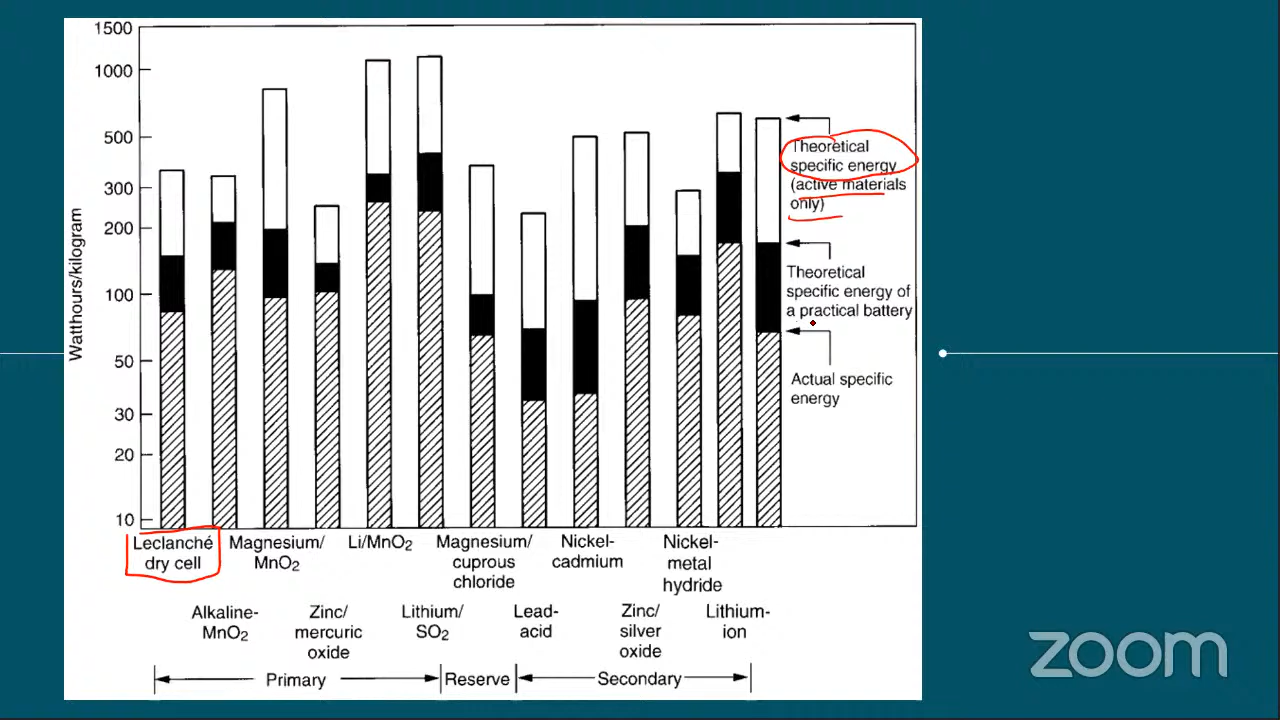 1500
1000
500
300
200
100
50
30
20
10
Watthours/kilogram
Theoretical
specific energy
(active materials
only)
Theoretical
specific energy of
a practical battery
Actual specific
energy
Leclanché
dry cell
Magnesium/
MnO2
Li/MnO2
Magnesium/
cuprous
chloride
Nickel-
cadmium
Nickel-
metal
hydride
Alkaline-
MnO2
Zinc/
mercuric
oxide
Lithium/
SO2
Lead-
acid
Zinc/
silver
oxide
Lithium-
ion
Primary
Reserve
Secondary
zoom